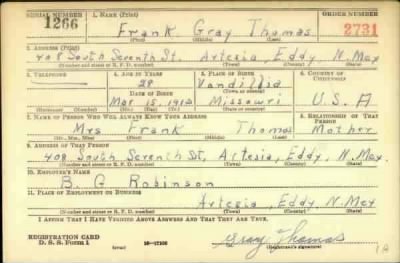 SERIAL NUMBER 1. NAME (Print) ORDER NUMBER
1266 Frank Gray Thomas 2731
(First) (Middle) (Last)
2. ADDRESS (Print)
408 South Seventh St. Artesia, Eddy, N. Mex
(Number and street or R. F. D. number) (Town) (County) (State)
3. TELEPHONE 4. AGE IN YEARS 5. PLACE OF BIRTH 6. COUNTRY OF CITIZENSHIP
28 Vandillia
DATE OF BIRTH (Town or county)
Mar 15, 1912 Missouri U. S. A
(Mo.) (Day) (Yr.) (State or country)
7. NAME OF PERSON WHO WILL ALWAYS KNOW YOUR ADDRESS 8. RELATIONSHIP OF THAT PERSON
Mrs Frank Thomas Mother
(Mr., Mrs., Miss) (First) (Middle) (Last)
9. ADDRESS OF THAT PERSON
408 South Seventh St, Artesia, Eddy, N. Mex.
(Number and street or R. F. D. number) (Town) (County) (State)
10. EMPLOYER'S NAME
B. G Robinson
11. PLACE OF EMPLOYMENT OR BUSINESS
Artesia, Eddy, N. Mex
(Number and street or R. F. D. number) (Town) (County) (State)
I AFFIRM THAT I HAVE VERIFIED ABOVE ANSWERS AND THAT THEY ARE TRUE.
REGISTRATION CARD
D. S. S. Form 1 Gray Thomas
(over) (Registrant's signature)